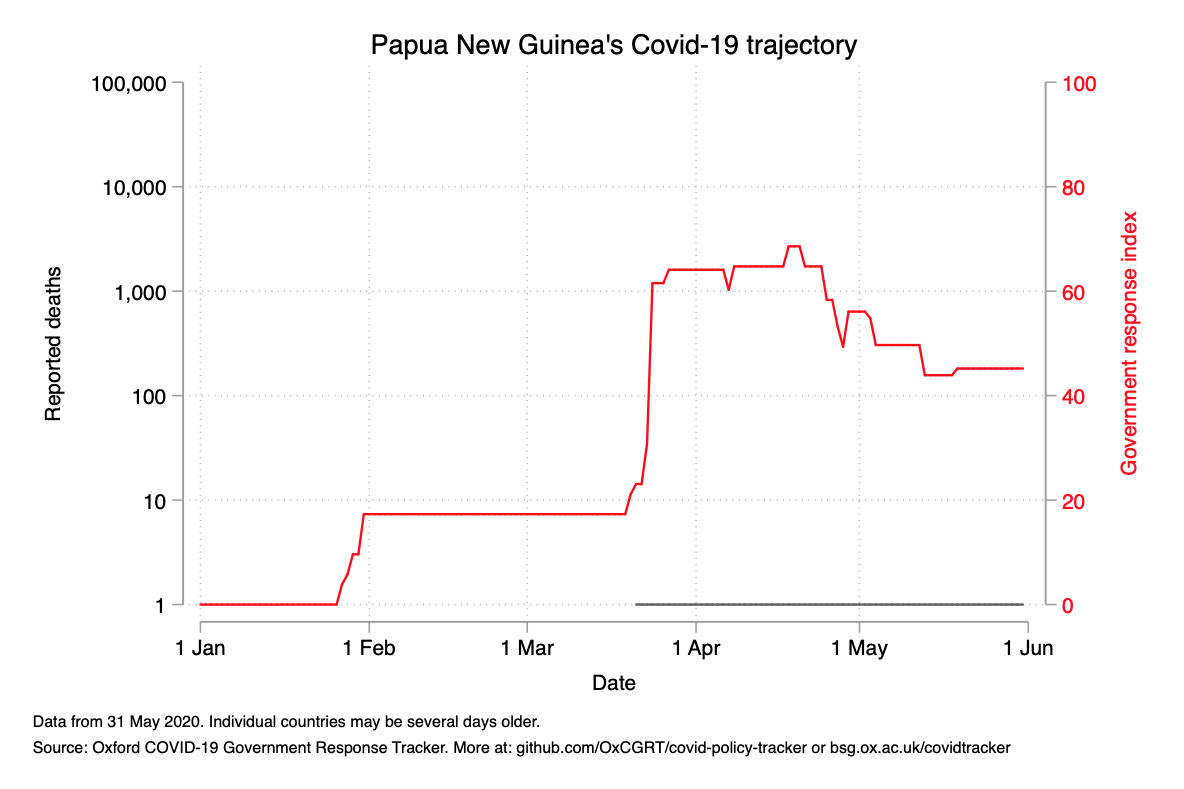 Papua New Guinea's Covid-19 trajectory
100,000
10,000
1,000
100
10
1
Reported deaths
100
80
60
40
20
0
Government response index
1 Jan
1 Feb
1 Mar
1 Apr
1 May
1 Jun
Date
Data from 31 May 2020. Individual countries may be several days older.
Source: Oxford COVID-19 Government Response Tracker. More at: github.com/OxCGRT/covid-policy-tracker or bsg.ox.ac.uk/covidtracker